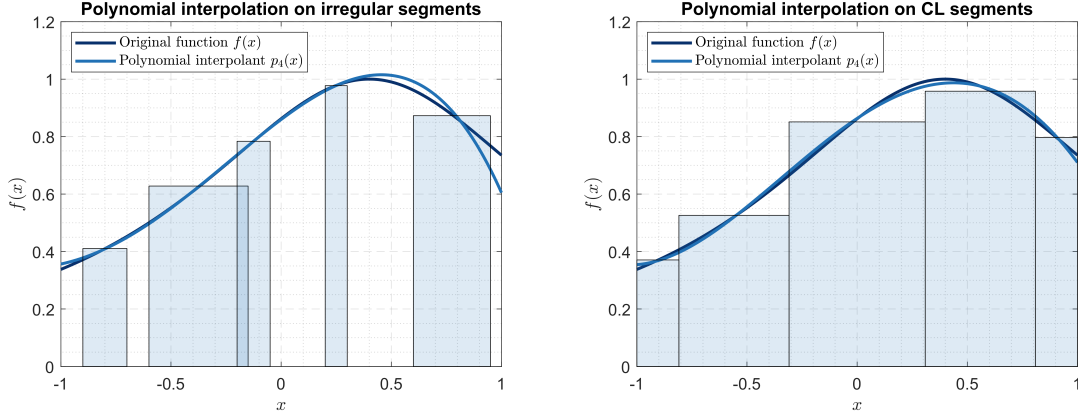 Polynomial interpolation on irregular segments
1.2
1
0.8
0.6
0.4
0.2
0
f(x)
Original function f(x)
Polynomial interpolant p₄(x)
-1 -0.5 0 0.5 1
x
Polynomial interpolation on CL segments
1.2
1
0.8
0.6
0.4
0.2
0
f(x)
Original function f(x)
Polynomial interpolant p₄(x)
-1 -0.5 0 0.5 1
x